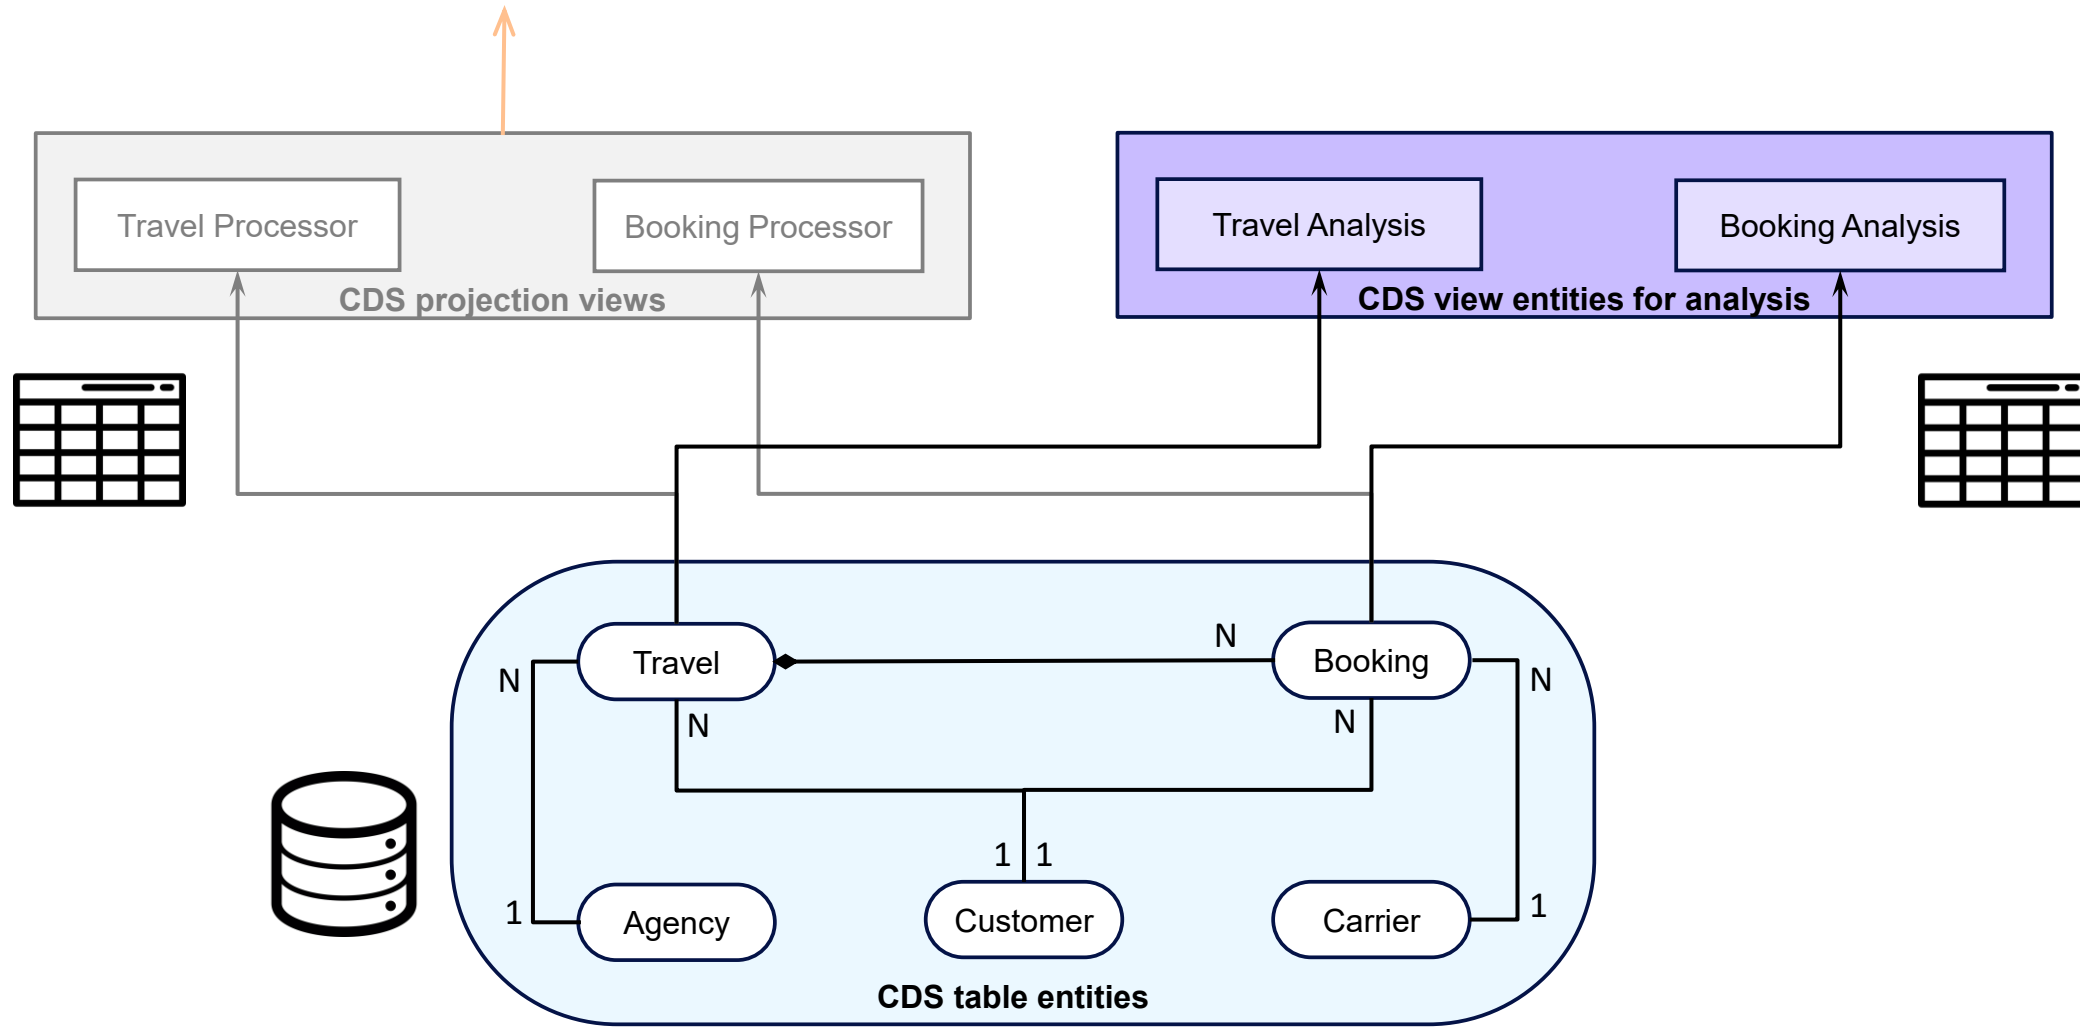 Travel Processor
Booking Processor
CDS projection views
Travel Analysis
Booking Analysis
CDS view entities for analysis
Travel
N
Booking
N
N
N
N
1
1
1
1
Agency
Customer
Carrier
CDS table entities